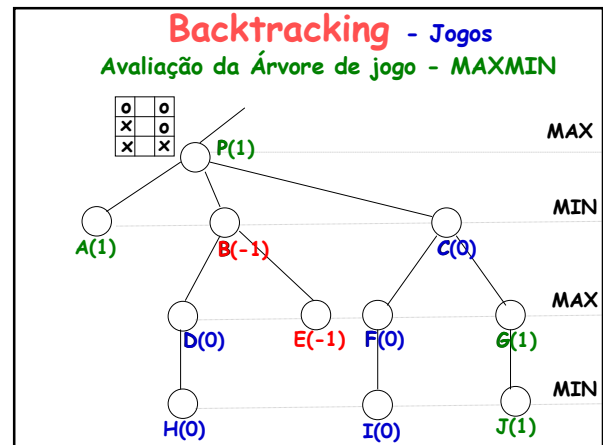 Backtracking - Jogos
Avaliação da Árvore de jogo - MAXMIN
o o
x o
x x
P(1)
MAX
MIN
A(1) B(-1) C(0)
MAX
D(0) E(-1) F(0) G(1)
MIN
H(0) I(0) J(1)